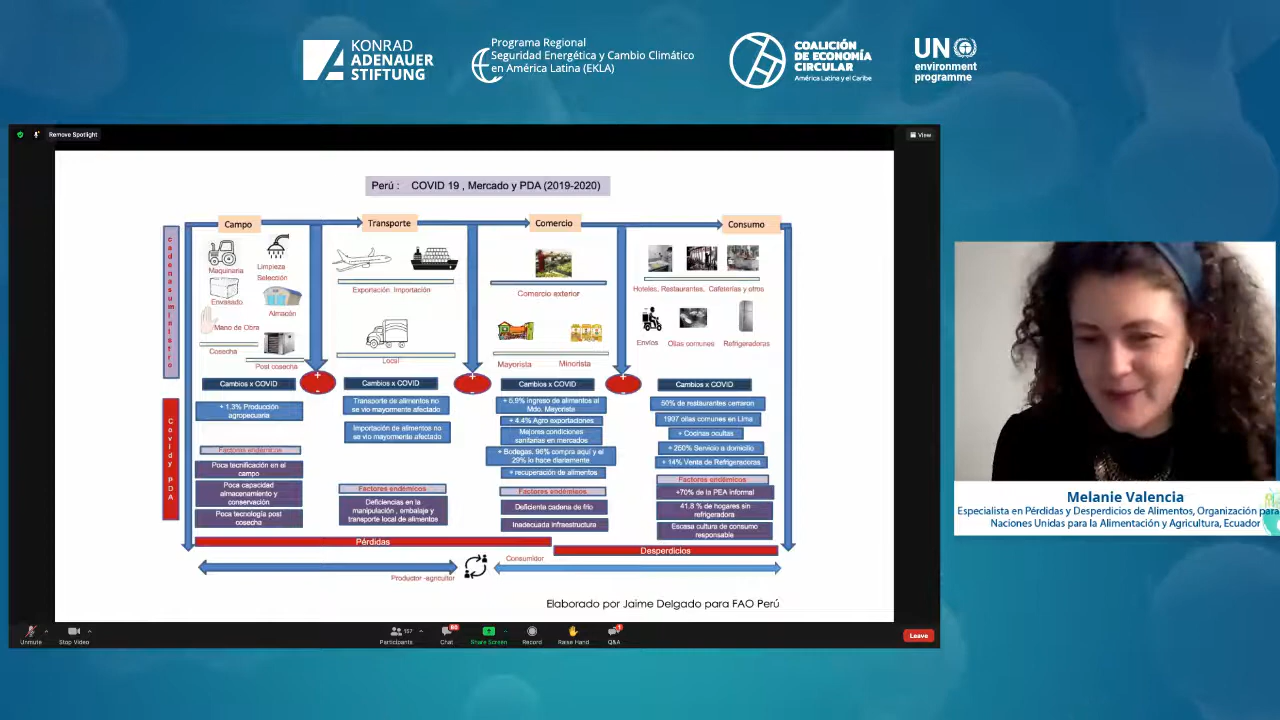 KONRAD
ADENAUER
STIFTUNG
Programa Regional
Seguridad Energética y Cambio Climático
en América Latina (EKLA)
COALICIÓN
DE ECONOMÍA
CIRCULAR
América Latina y el Caribe
UN
environment
programme
Remove Spotlight
View
Perú : COVID 19 , Mercado y PDA (2019-2020)
Campo
Transporte
Comercio
Consumo
cadenasuministro
Maquinaria
Limpieza
Selección
Envasado
Almacén
Mano de Obra
Cosecha
Post cosecha
Exportación Importación
Local
Comercio exterior
Mayorista
Minorista
Hoteles, Restaurantes, Cafeterías y otros
Envíos
Ollas comunes
Refrigeradoras
+
-
+
-
+
-
Covid y PDA
Cambios x COVID
+ 1.3% Producción
agropecuaria
Factores endémicos
Poca tecnificación en el
campo
Poca capacidad
almacenamiento y
conservación
Poca tecnología post
cosecha
Cambios x COVID
Transporte de alimentos no
se vio mayormente afectado
Importación de alimentos no
se vio mayormente afectado
Factores endémicos
Deficiencias en la
manipulación , embalaje y
transporte local de alimentos
Cambios x COVID
+ 5.9% ingreso de alimentos al
Mdo. Mayorista
+ 4.4% Agro exportaciones
Mejores condiciones
sanitarias en mercados
+ Bodegas. 96% compra aquí y el
29% lo hace diariamente
+ recuperación de alimentos
Factores endémicos
Deficiente cadena de frío
Inadecuada infraestructura
Cambios x COVID
50% de restaurantes cerraron
1907 ollas comunes en Lima
+ Cocinas ocultas
+ 250% Servicio a domicilio
+ 14% Venta de Refrigeradoras
Factores endémicos
+70% de la PEA informal
41.8 % de hogares sin
refrigeradora
Escasa cultura de consumo
responsable
Pérdidas
Desperdicios
Productor -agricultor
Consumidor
Elaborado por Jaime Delgado para FAO Perú
Unmute
Stop Video
Participants
157
Chat
Share Screen
Record
Raise Hand
Q&A
1
Leave
Melanie Valencia
Especialista en Pérdidas y Desperdicios de Alimentos, Organización para
Naciones Unidas para la Alimentación y Agricultura, Ecuador